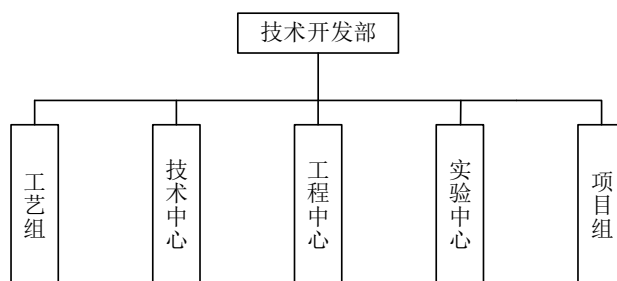 技术开发部
工艺组
技术中心
工程中心
实验中心
项目组